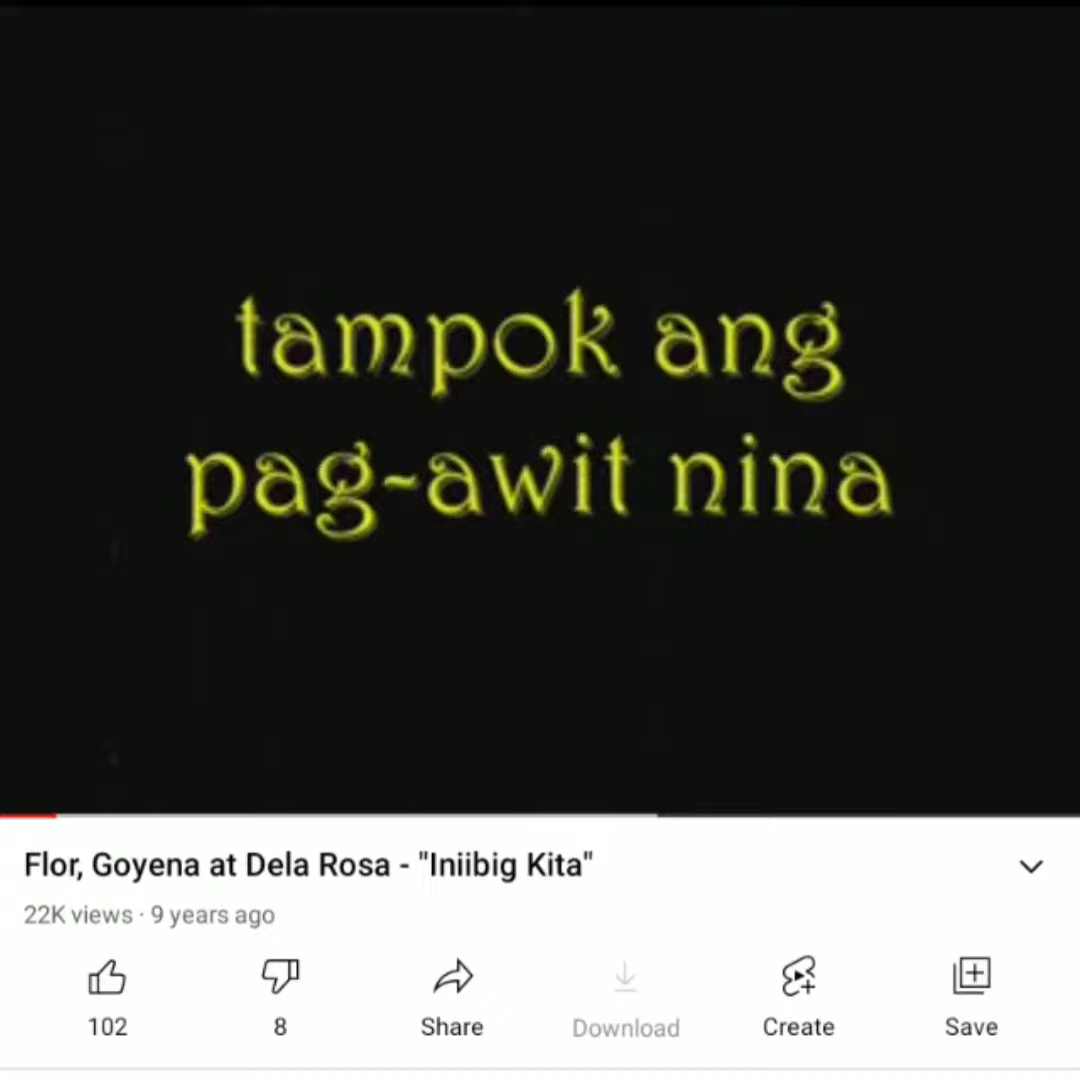 tampok ang
pag-awit nina
Flor, Goyena at Dela Rosa - "Iniibig Kita"
22K views · 9 years ago
102 8 Share Download Create Save